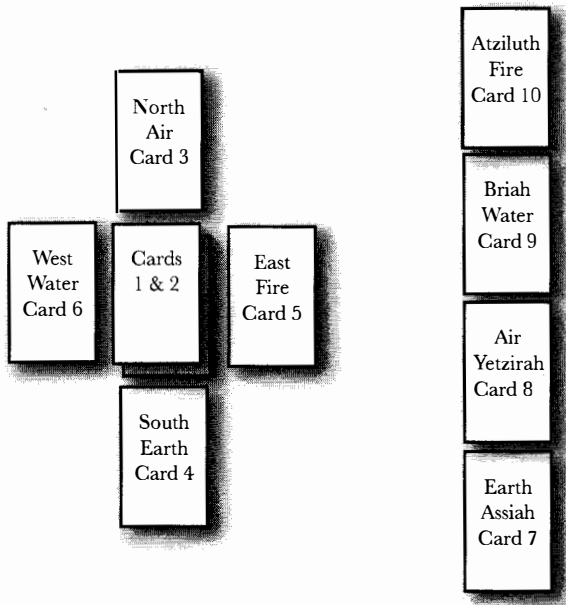 North
Air
Card 3
West
Water
Card 6
Cards
1 & 2
East
Fire
Card 5
South
Earth
Card 4
Atziluth
Fire
Card 10
Briah
Water
Card 9
Air
Yetzirah
Card 8
Earth
Assiah
Card 7